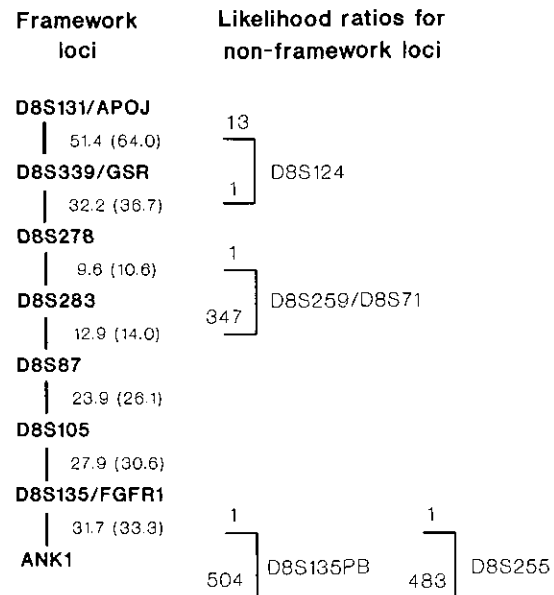 Framework loci
Likelihood ratios for non-framework loci
D8S131/APOJ
51.4 (64.0)
13
D8S124
D8S339/GSR
1
32.2 (36.7)
D8S278
1
9.6 (10.6)
D8S259/D8S71
D8S283
347
12.9 (14.0)
D8S87
23.9 (26.1)
D8S105
27.9 (30.6)
D8S135/FGFR1
1
1
31.7 (33.3)
ANK1
504
D8S135PB
483
D8S255